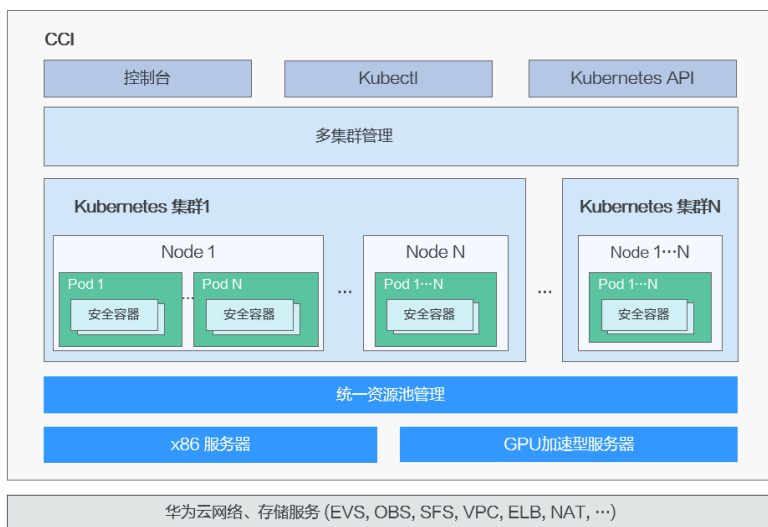 CCI
控制台
Kubectl
Kubernetes API
多集群管理
Kubernetes 集群1
Kubernetes 集群N
Node 1
Node N
Node 1…N
Pod 1
Pod N
Pod 1…N
Pod 1…N
...
...
...
安全容器
安全容器
安全容器
安全容器
统一资源池管理
x86 服务器
GPU加速型服务器
华为云网络、存储服务 (EVS, OBS, SFS, VPC, ELB, NAT, …)